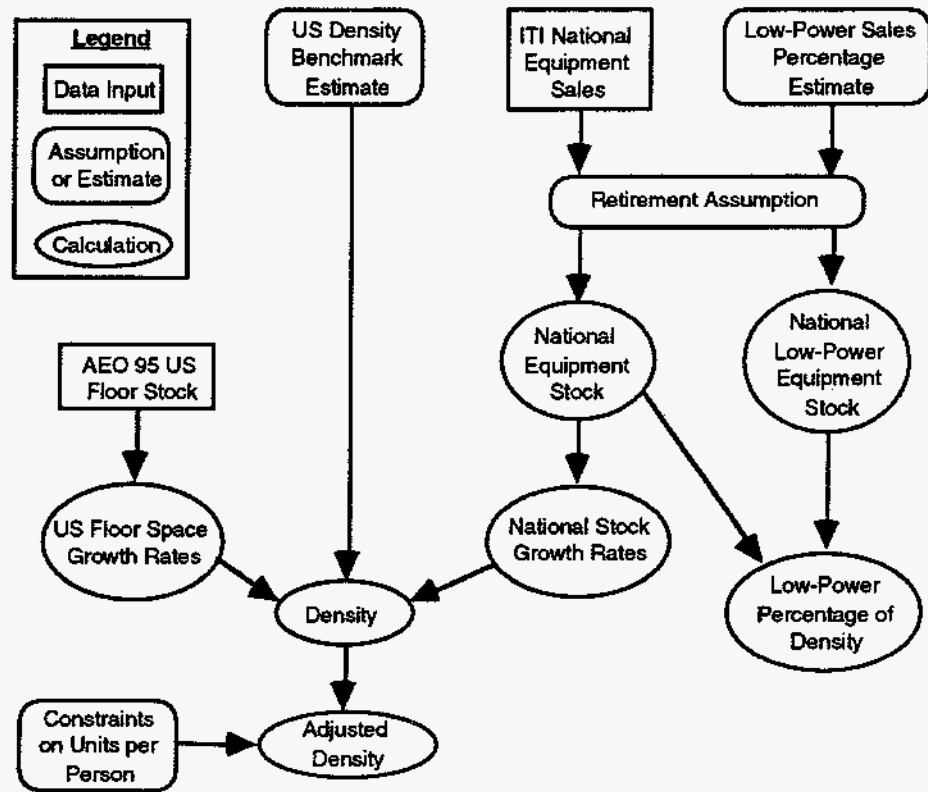 Legend
Data Input
Assumption
or Estimate
Calculation
US Density
Benchmark
Estimate
ITI National
Equipment
Sales
Low-Power Sales
Percentage
Estimate
Retirement Assumption
National
Equipment
Stock
National
Low-Power
Equipment
Stock
AEO 95 US
Floor Stock
US Floor Space
Growth Rates
National Stock
Growth Rates
Density
Low-Power
Percentage of
Density
Constraints
on Units per
Person
Adjusted
Density